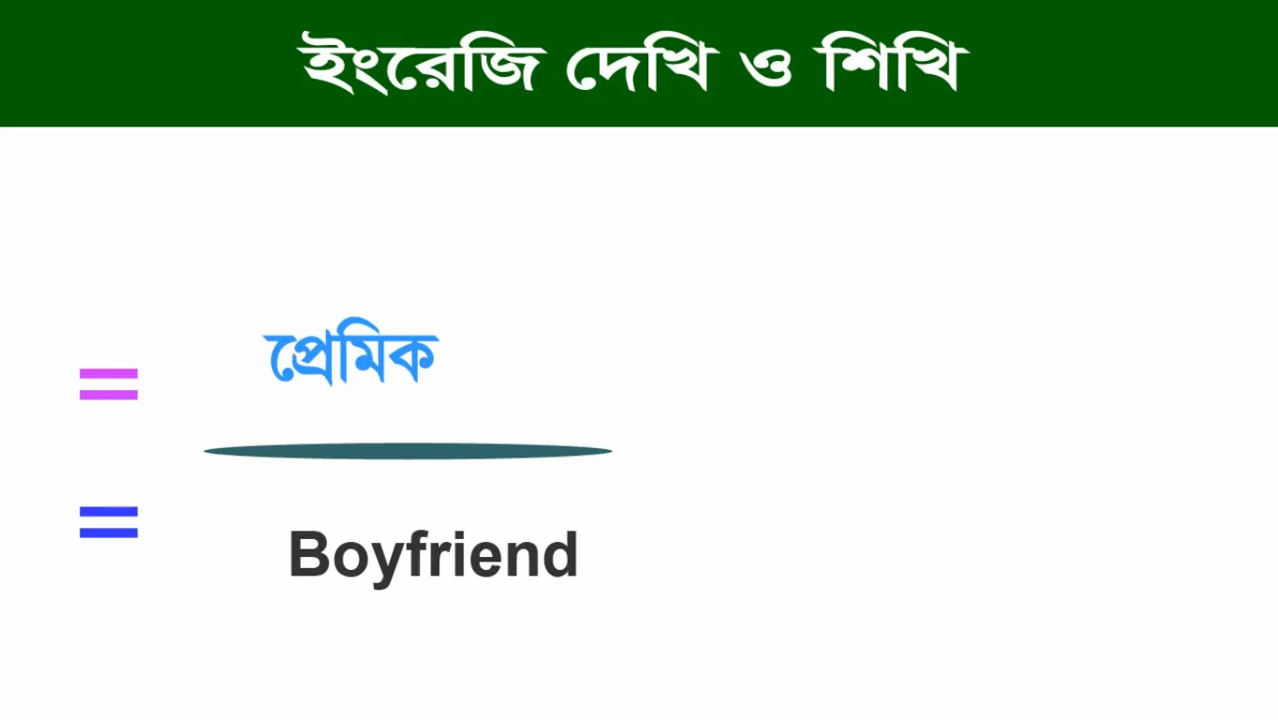 ইংরেজি দেখি ও শিখি
=
প্রেমিক
=
Boyfriend